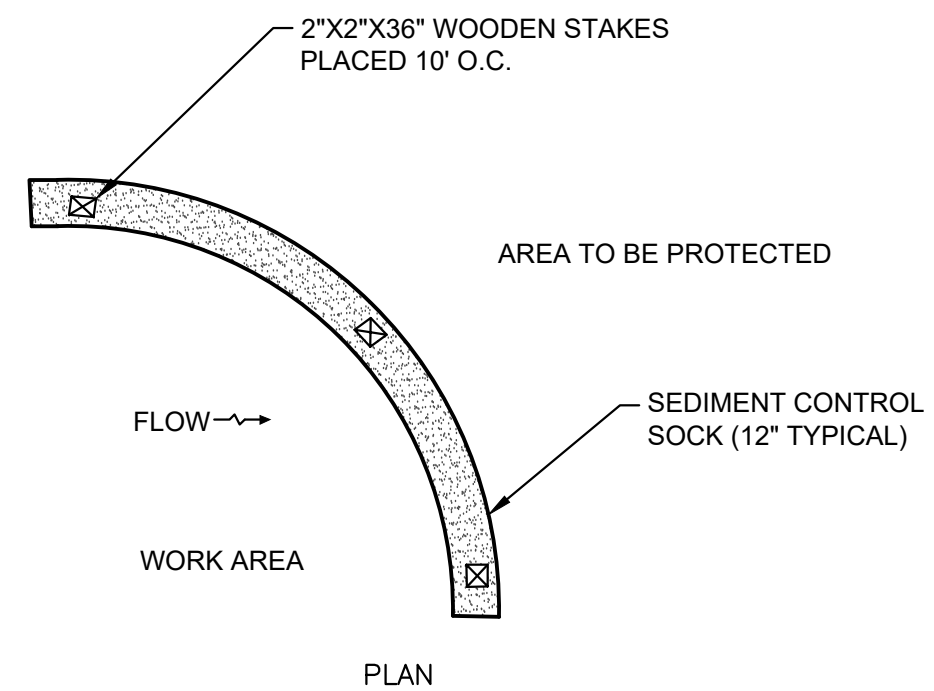 2"X2"X36" WOODEN STAKES
PLACED 10' O.C.
AREA TO BE PROTECTED
SEDIMENT CONTROL
SOCK (12" TYPICAL)
FLOW
WORK AREA
PLAN